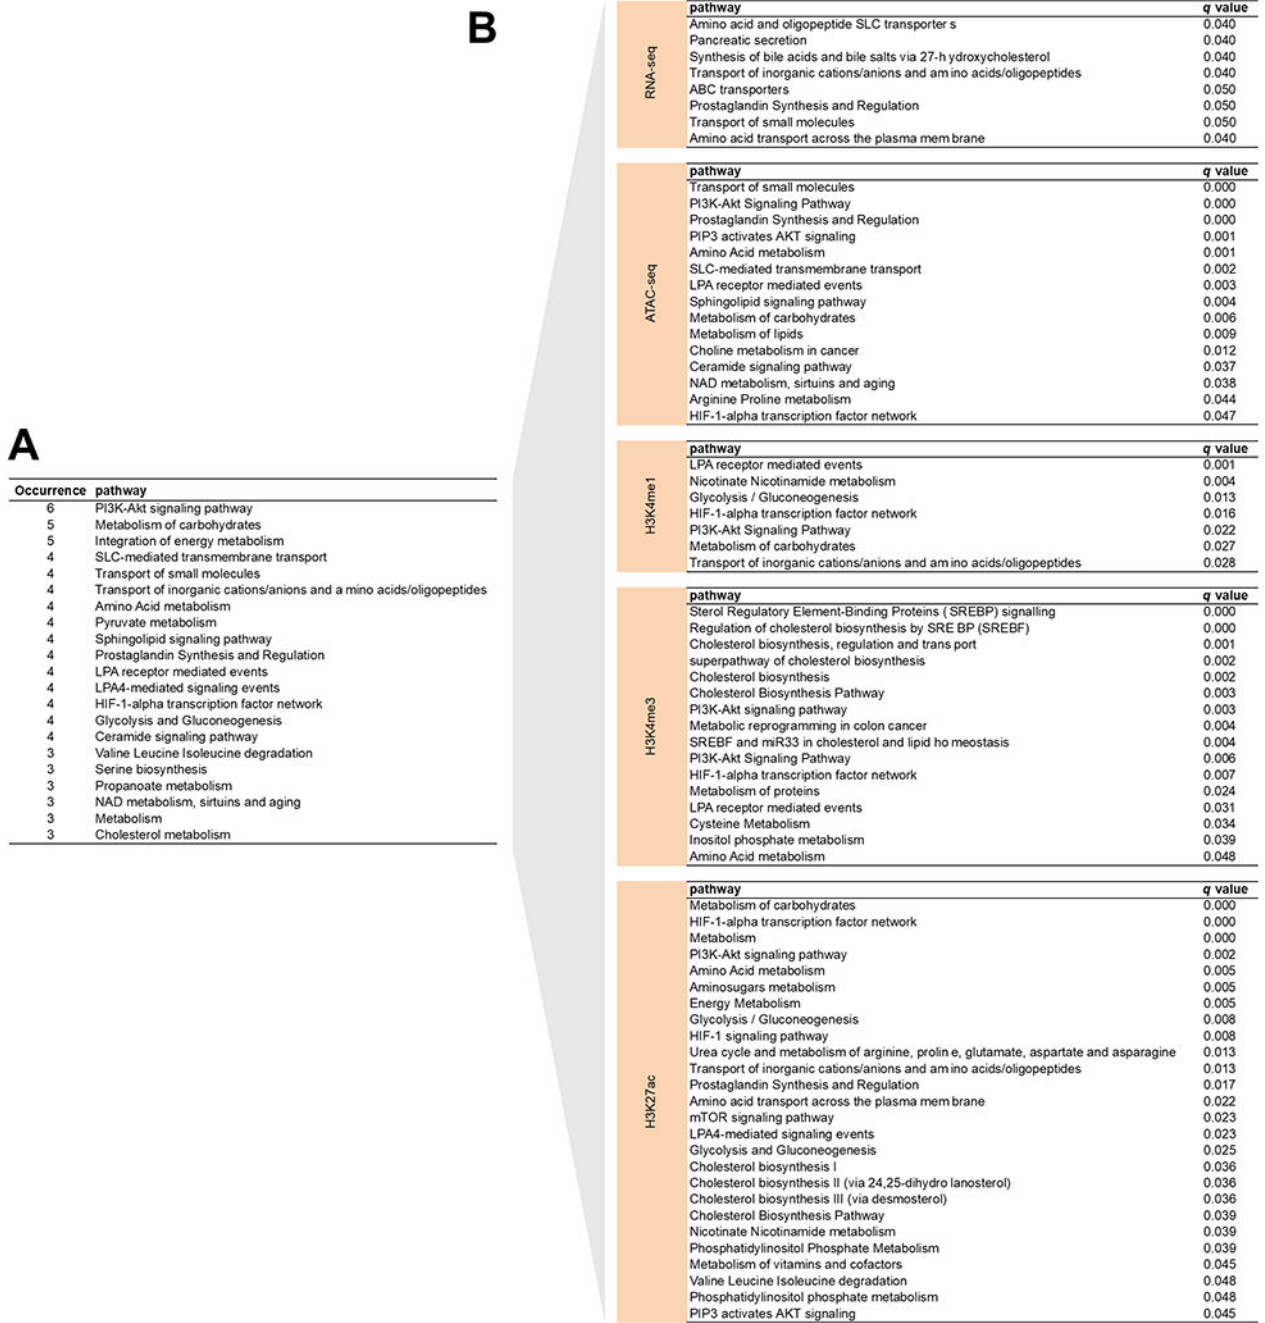 A
Occurrence pathway
6 PI3K-Akt signaling pathway
5 Metabolism of carbohydrates
5 Integration of energy metabolism
4 SLC-mediated transmembrane transport
4 Transport of small molecules
4 Transport of inorganic cations/anions and a mino acids/oligopeptides
4 Amino Acid metabolism
4 Pyruvate metabolism
4 Sphingolipid signaling pathway
4 Prostaglandin Synthesis and Regulation
4 LPA receptor mediated events
4 LPA4-mediated signaling events
4 HIF-1-alpha transcription factor network
4 Glycolysis and Gluconeogenesis
4 Ceramide signaling pathway
3 Valine Leucine Isoleucine degradation
3 Serine biosynthesis
3 Propanoate metabolism
3 NAD metabolism, sirtuins and aging
3 Metabolism
3 Cholesterol metabolism
B
RNA-seq
pathway q value
Amino acid and oligopeptide SLC transporter s 0.040
Pancreatic secretion 0.040
Synthesis of bile acids and bile salts via 27-h ydroxycholesterol 0.040
Transport of inorganic cations/anions and am ino acids/oligopeptides 0.040
ABC transporters 0.050
Prostaglandin Synthesis and Regulation 0.050
Transport of small molecules 0.050
Amino acid transport across the plasma mem brane 0.040
ATAC-seq
pathway q value
Transport of small molecules 0.000
PI3K-Akt Signaling Pathway 0.000
Prostaglandin Synthesis and Regulation 0.000
PIP3 activates AKT signaling 0.001
Amino Acid metabolism 0.001
SLC-mediated transmembrane transport 0.002
LPA receptor mediated events 0.003
Sphingolipid signaling pathway 0.004
Metabolism of carbohydrates 0.006
Metabolism of lipids 0.009
Choline metabolism in cancer 0.012
Ceramide signaling pathway 0.037
NAD metabolism, sirtuins and aging 0.038
Arginine Proline metabolism 0.044
HIF-1-alpha transcription factor network 0.047
H3K4me1
pathway q value
LPA receptor mediated events 0.001
Nicotinate Nicotinamide metabolism 0.004
Glycolysis / Gluconeogenesis 0.013
HIF-1-alpha transcription factor network 0.016
PI3K-Akt Signaling Pathway 0.022
Metabolism of carbohydrates 0.027
Transport of inorganic cations/anions and am ino acids/oligopeptides 0.028
H3K4me3
pathway q value
Sterol Regulatory Element-Binding Proteins ( SREBP) signalling 0.000
Regulation of cholesterol biosynthesis by SRE BP (SREBF) 0.000
Cholesterol biosynthesis, regulation and trans port 0.001
superpathway of cholesterol biosynthesis 0.002
Cholesterol biosynthesis 0.002
Cholesterol Biosynthesis Pathway 0.003
PI3K-Akt signaling pathway 0.003
Metabolic reprogramming in colon cancer 0.004
SREBF and miR33 in cholesterol and lipid ho meostasis 0.004
PI3K-Akt Signaling Pathway 0.006
HIF-1-alpha transcription factor network 0.007
Metabolism of proteins 0.024
LPA receptor mediated events 0.031
Cysteine Metabolism 0.034
Inositol phosphate metabolism 0.039
Amino Acid metabolism 0.048
H3K27ac
pathway q value
Metabolism of carbohydrates 0.000
HIF-1-alpha transcription factor network 0.000
Metabolism 0.000
PI3K-Akt signaling pathway 0.002
Amino Acid metabolism 0.005
Aminosugars metabolism 0.005
Energy Metabolism 0.005
Glycolysis / Gluconeogenesis 0.008
HIF-1 signaling pathway 0.008
Urea cycle and metabolism of arginine, prolin e, glutamate, aspartate and asparagine 0.013
Transport of inorganic cations/anions and am ino acids/oligopeptides 0.013
Prostaglandin Synthesis and Regulation 0.017
Amino acid transport across the plasma mem brane 0.022
mTOR signaling pathway 0.023
LPA4-mediated signaling events 0.023
Glycolysis and Gluconeogenesis 0.025
Cholesterol biosynthesis I 0.036
Cholesterol biosynthesis II (via 24,25-dihydro lanosterol) 0.036
Cholesterol biosynthesis III (via desmosterol) 0.036
Cholesterol Biosynthesis Pathway 0.039
Nicotinate Nicotinamide metabolism 0.039
Phosphatidylinositol Phosphate Metabolism 0.039
Metabolism of vitamins and cofactors 0.045
Valine Leucine Isoleucine degradation 0.048
Phosphatidylinositol phosphate metabolism 0.048
PIP3 activates AKT signaling 0.045